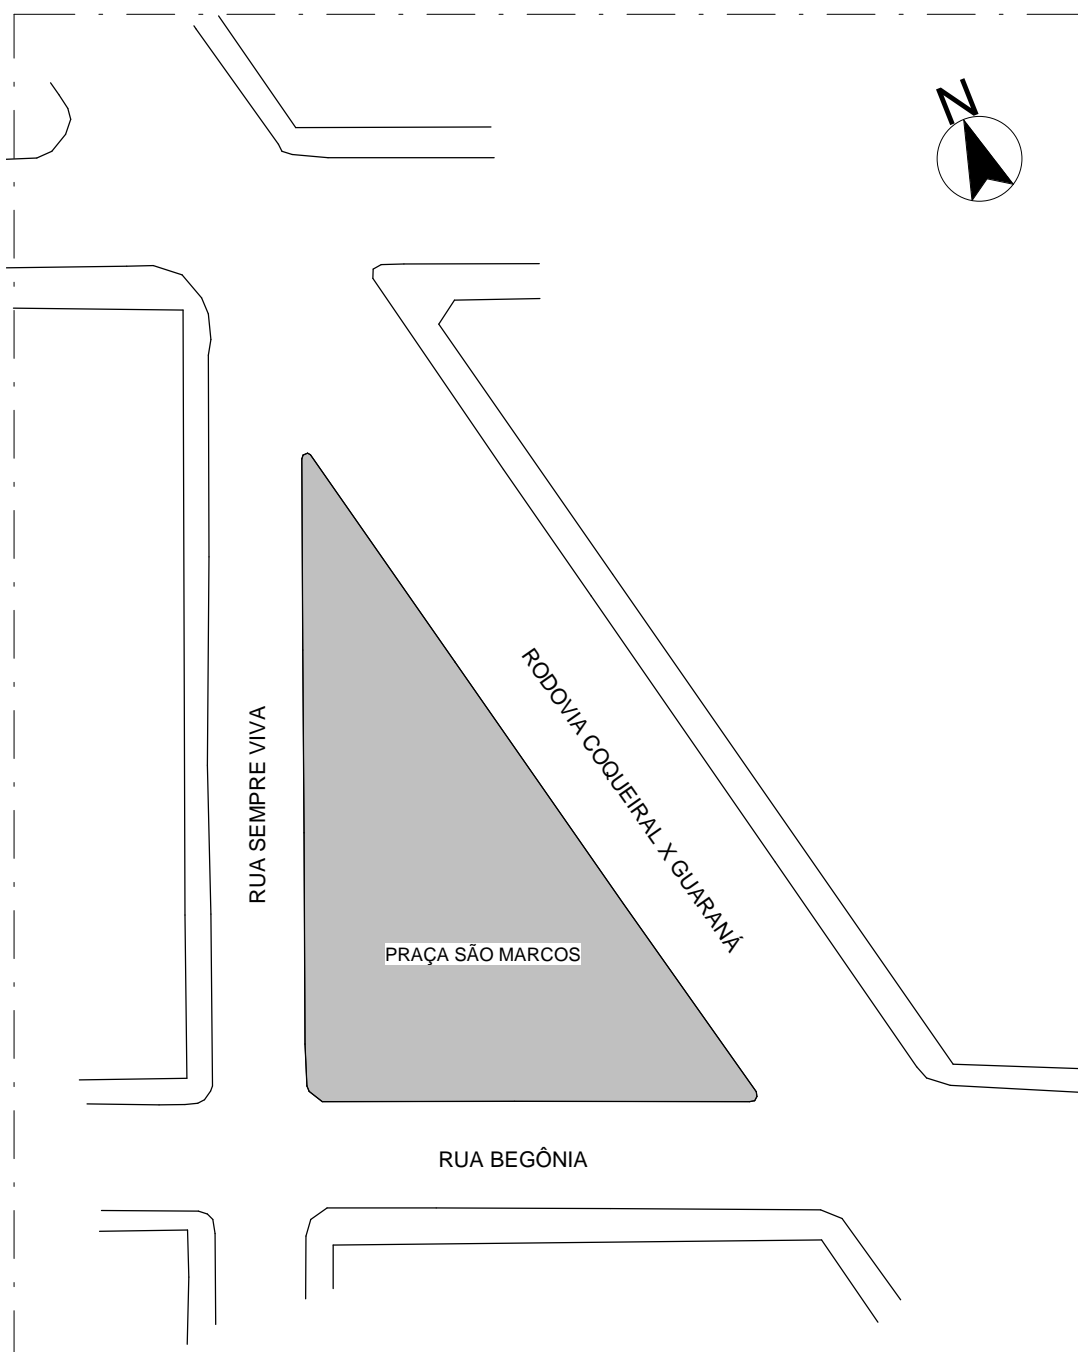 N
RODOVIA COQUEIRAL X GUARANÁ
RUA SEMPRE VIVA
PRAÇA SÃO MARCOS
RUA BEGÔNIA